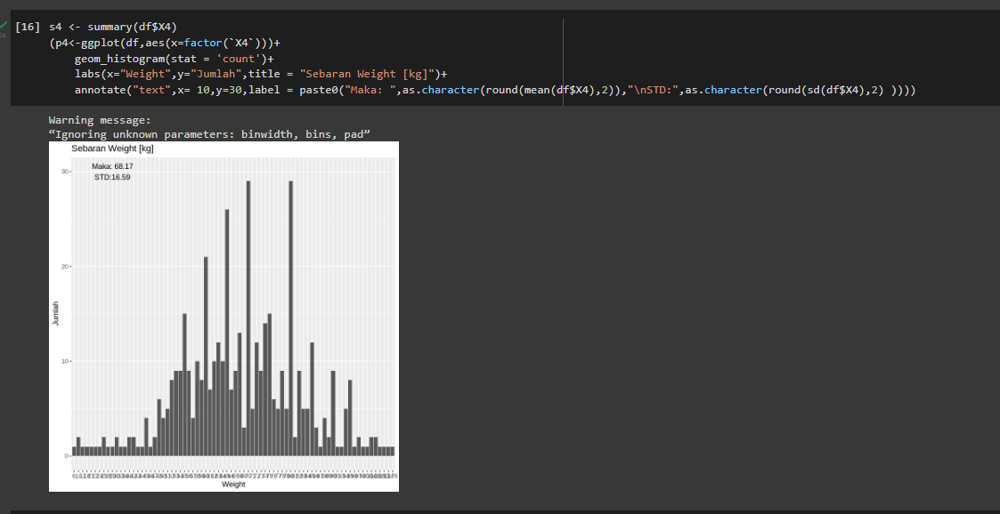 [16] s4 <- summary(df$X4)
(p4<-ggplot(df,aes(x=factor(`X4`)))+
geom_histogram(stat = 'count')+
labs(x="Weight",y="Jumlah",title = "Sebaran Weight [kg]")+
annotate("text",x= 10,y=30,label = paste0("Maka: ",as.character(round(mean(df$X4),2)),"\nSTD:",as.character(round(sd(df$X4),2) ))))
Warning message:
“Ignoring unknown parameters: binwidth, bins, pad”
Sebaran Weight [kg]
Maka: 68.17
STD:16.59
30
20
Jumlah
10
0
Weight